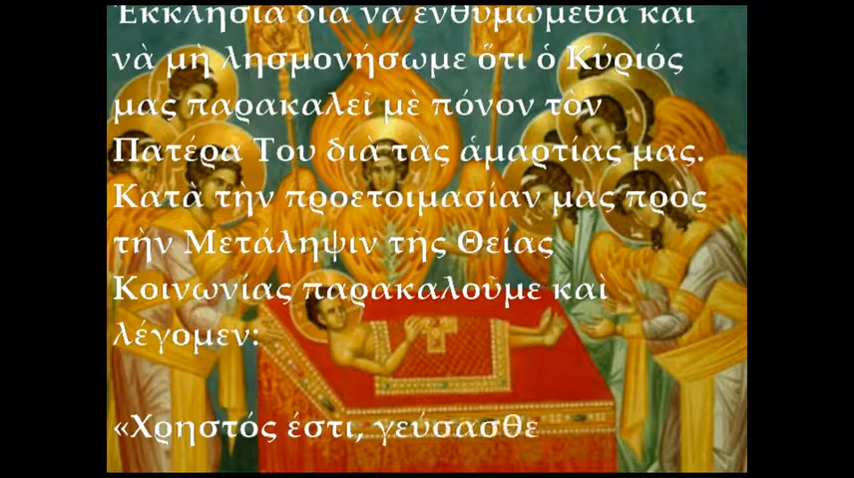 Ἐκκλησία διὰ νὰ ἐνθυμώμεθα καὶ
νὰ μὴ λησμονήσωμε ὅτι ὁ Κύριός
μας παρακαλεῖ μὲ πόνον τὸν
Πατέρα Του διὰ τὰς ἁμαρτίας μας.
Κατὰ τὴν προετοιμασίαν μας πρὸς
τὴν Μετάληψιν τῆς Θείας
Κοινωνίας παρακαλοῦμε καὶ
λέγομεν:
«Χρηστός ἐστι, γεύσασθε